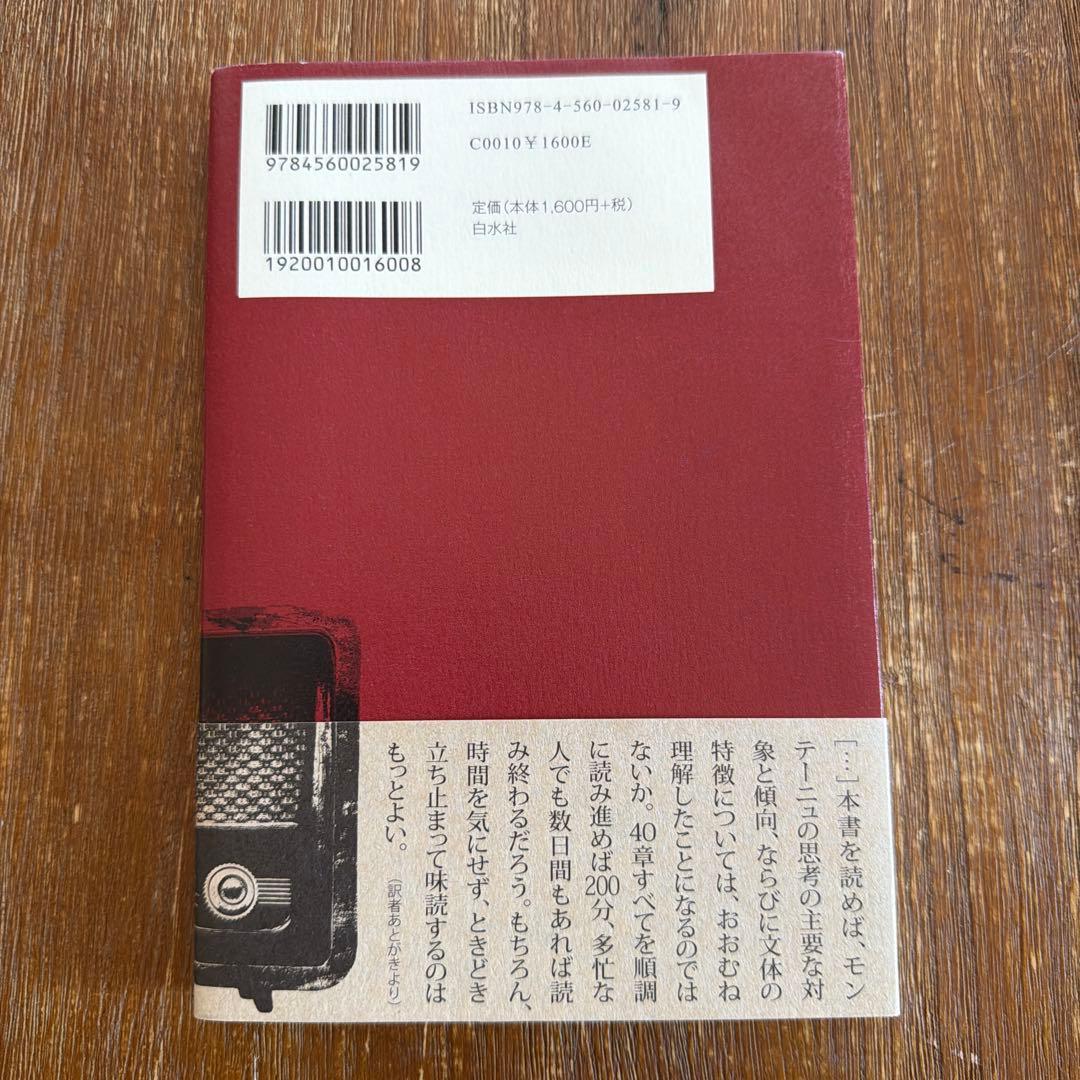 ISBN978-4-560-02581-9
C0010￥1600E
9784560025819
定価(本体1,600円+税)
白水社
1920010016008
「[…]本書を読めば、モン
テーニュの思考の主要な対
象と傾向、ならびに文体の
特徴については、おおむね
理解したことになるのでは
ないか。40章すべてを順調
に読み進めば200分、多忙な
人でも数日間もあれば読
み終わるだろう。もちろん、
時間を気にせず、ときどき
立ち止まって味読するのは
もっとよい。
(訳者あとがきより)